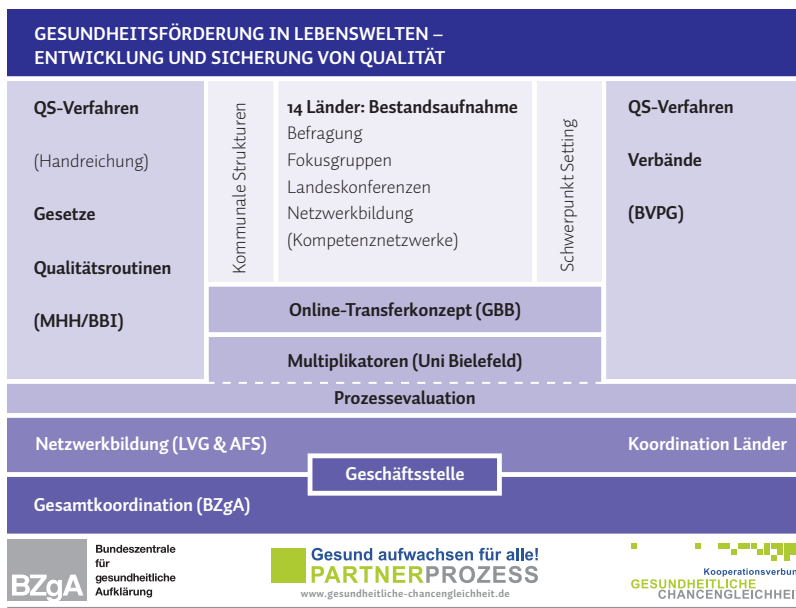 GESUNDHEITSFÖRDERUNG IN LEBENSWELTEN –
ENTWICKLUNG UND SICHERUNG VON QUALITÄT
QS-Verfahren
(Handreichung)
Gesetze
Qualitätsroutinen
(MHH/BBI)
Kommunale Strukturen
14 Länder: Bestandsaufnahme
Befragung
Fokusgruppen
Landeskonferenzen
Netzwerkbildung
(Kompetenznetzwerke)
Schwerpunkt Setting
QS-Verfahren
Verbände
(BVPG)
Online-Transferkonzept (GBB)
Multiplikatoren (Uni Bielefeld)
Prozessevaluation
Netzwerkbildung (LVG & AFS)
Koordination Länder
Geschäftsstelle
Gesamtkoordination (BZgA)
BZgA
Bundeszentrale
für
gesundheitliche
Aufklärung
Gesund aufwachsen für alle!
PARTNERPROZESS
www.gesundheitliche-chancengleichheit.de
Kooperationsverbun
GESUNDHEITLICHE
CHANCENGLEICHHEI